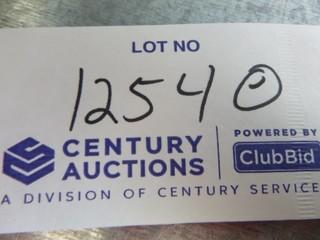 LOT NO
12540
CENTURY
AUCTIONS
POWERED BY
ClubBid
A DIVISION OF CENTURY SERVICE